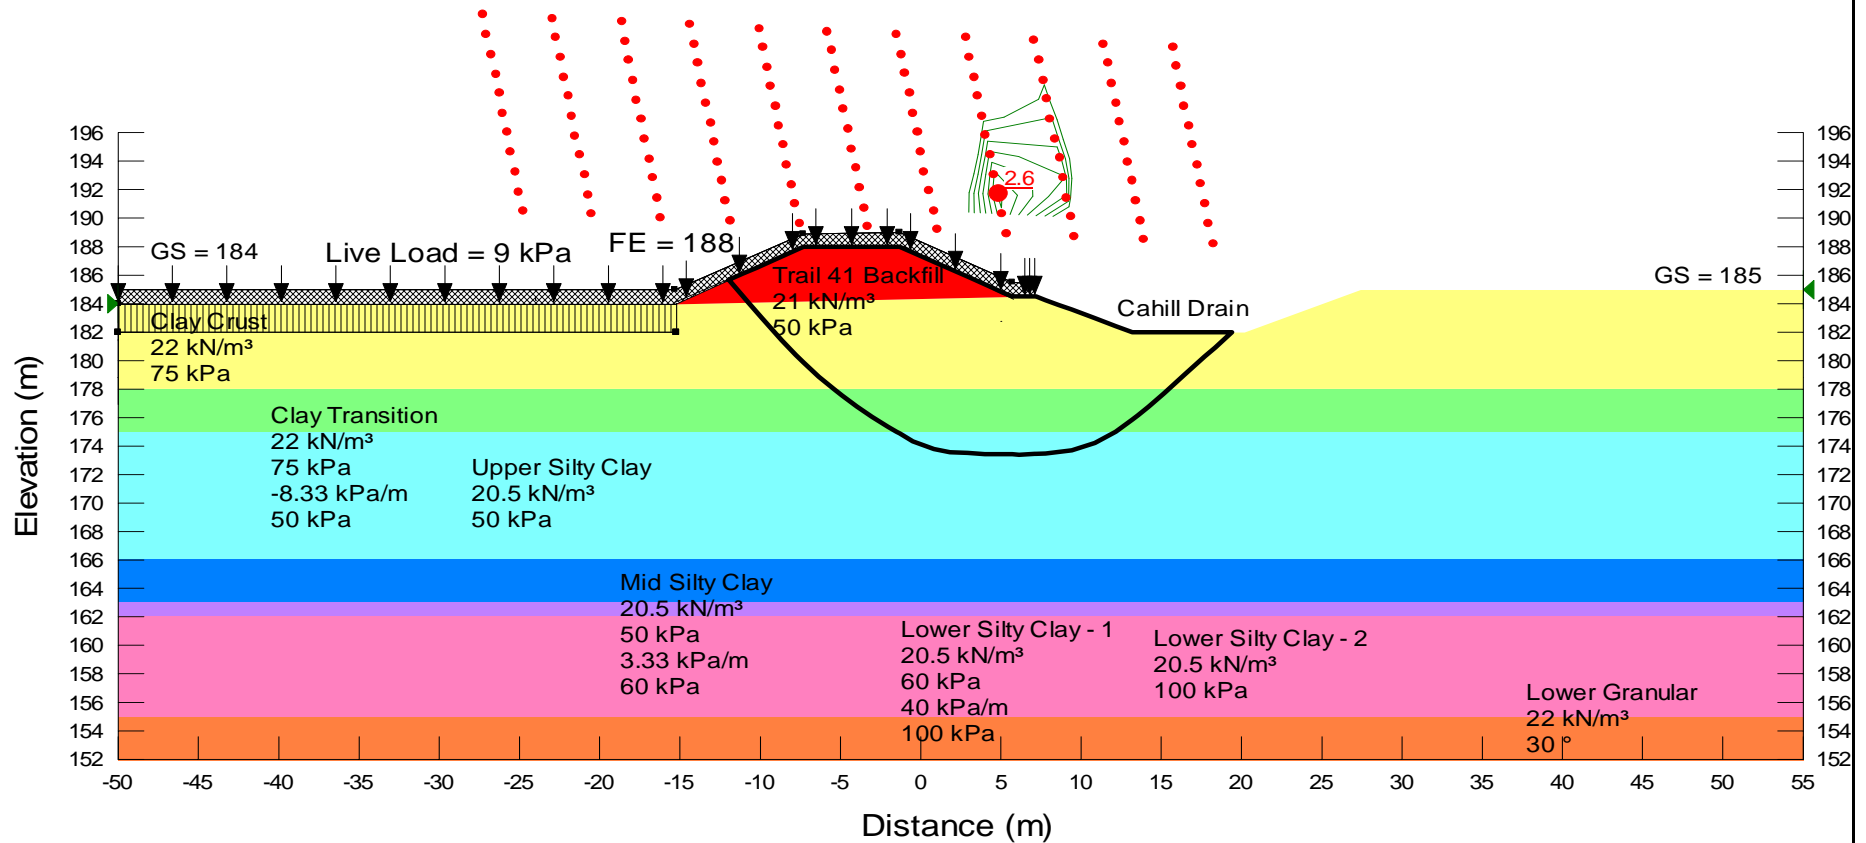 2.6
196
194
192
190
188
186
184
182
180
178
176
174
172
170
168
166
164
162
160
158
156
154
152
Elevation (m)
GS = 184
Live Load = 9 kPa
FE = 188
Trail 41 Backfill
21 kN/m³
50 kPa
Cahill Drain
GS = 185
Clay Crust
22 kN/m³
75 kPa
Clay Transition
22 kN/m³
75 kPa
-8.33 kPa/m
50 kPa
Upper Silty Clay
20.5 kN/m³
50 kPa
Mid Silty Clay
20.5 kN/m³
50 kPa
3.33 kPa/m
60 kPa
Lower Silty Clay - 1
20.5 kN/m³
60 kPa
40 kPa/m
100 kPa
Lower Silty Clay - 2
20.5 kN/m³
100 kPa
Lower Granular
22 kN/m³
30 °
196
194
192
190
188
186
184
182
180
178
176
174
172
170
168
166
164
162
160
158
156
154
152
-50 -45 -40 -35 -30 -25 -20 -15 -10 -5 0 5 10 15 20 25 30 35 40 45 50 55
Distance (m)